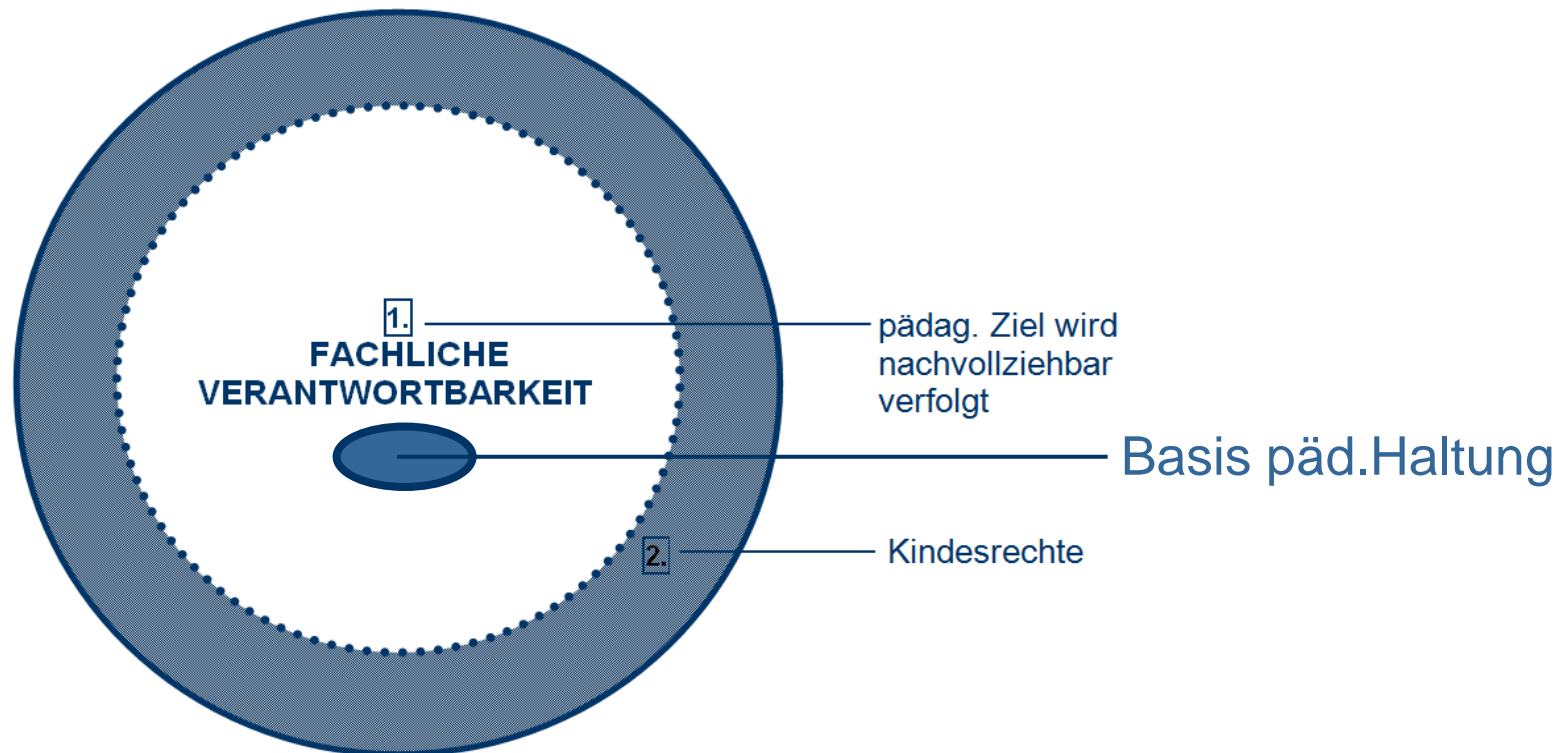 1.
FACHLICHE
VERANTWORTBARKEIT
pädag. Ziel wird
nachvollziehbar
verfolgt
Basis päd.Haltung
2.
Kindesrechte